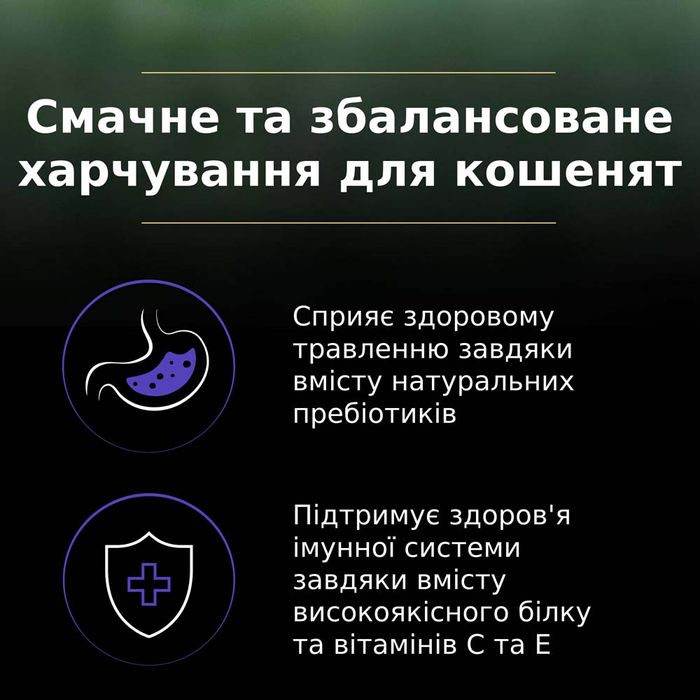 Смачне та збалансоване
харчування для кошенят
Сприяє здоровому
травленню завдяки
вмісту натуральних
пребіотиків
Підтримує здоров'я
імунної системи
завдяки вмісту
високоякісного білку
та вітамінів С та Е